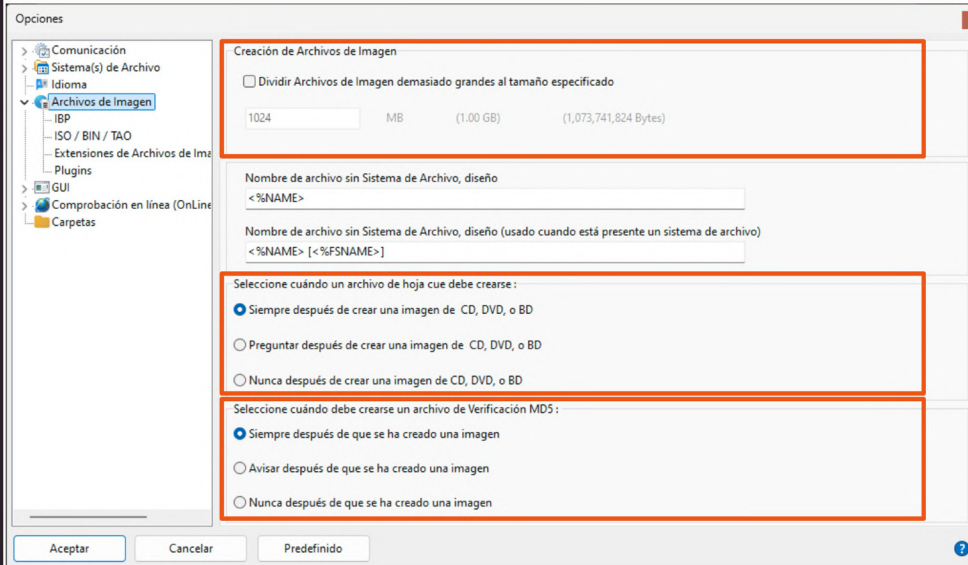 Opciones
Comunicación
Sistema(s) de Archivo
Idioma
Archivos de Imagen
IBP
ISO / BIN / TAO
Extensiones de Archivos de Ima
Plugins
GUI
Comprobación en línea (OnLine
Carpetas
Creación de Archivos de Imagen
Dividir Archivos de Imagen demasiado grandes al tamaño especificado
1024 MB (1.00 GB) (1,073,741,824 Bytes)
Nombre de archivo sin Sistema de Archivo, diseño
<%NAME>
Nombre de archivo sin Sistema de Archivo, diseño (usado cuando está presente un sistema de archivo)
<%NAME> [<%FSNAME>]
Seleccione cuándo un archivo de hoja cue debe crearse :
Siempre después de crear una imagen de CD, DVD, o BD
Preguntar después de crear una imagen de CD, DVD, o BD
Nunca después de crear una imagen de CD, DVD, o BD
Seleccione cuándo debe crearse un archivo de Verificación MD5 :
Siempre después de que se ha creado una imagen
Avisar después de que se ha creado una imagen
Nunca después de que se ha creado una imagen
Aceptar Cancelar Predefinido ?